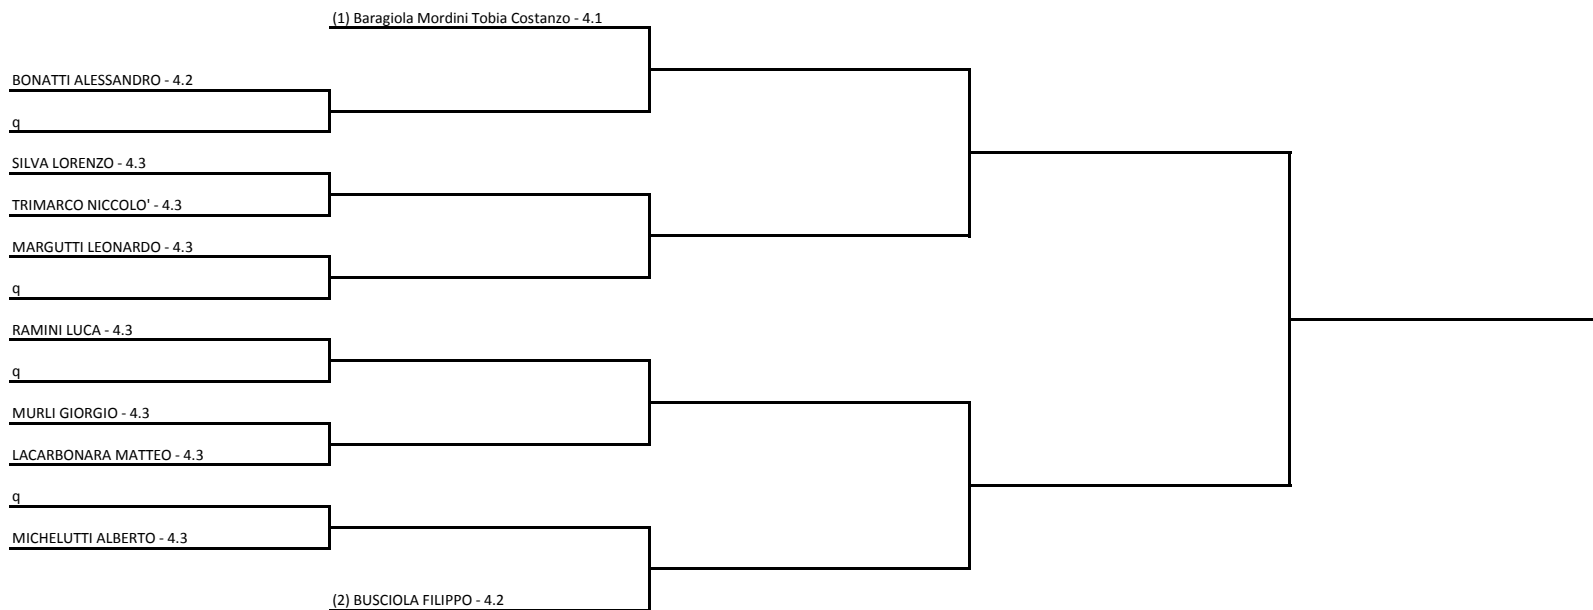 (1) Baragiola Mordini Tobia Costanzo - 4.1
BONATTI ALESSANDRO - 4.2
q
SILVA LORENZO - 4.3
TRIMARCO NICCOLO' - 4.3
MARGUTTI LEONARDO - 4.3
q
RAMINI LUCA - 4.3
q
MURLI GIORGIO - 4.3
LACARBONARA MATTEO - 4.3
q
MICHELUTTI ALBERTO - 4.3
(2) BUSCIOLA FILIPPO - 4.2